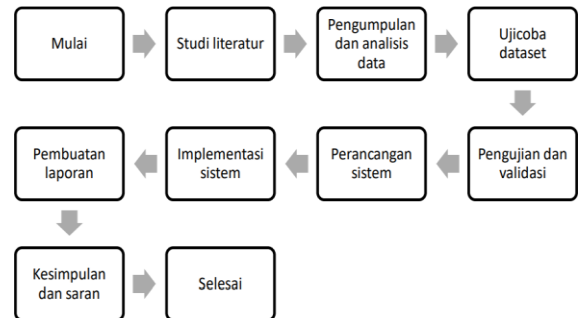 Mulai
Studi literatur
Pengumpulan
dan analisis
data
Ujicoba
dataset
Pengujian dan
validasi
Perancangan
sistem
Implementasi
sistem
Pembuatan
laporan
Kesimpulan
dan saran
Selesai